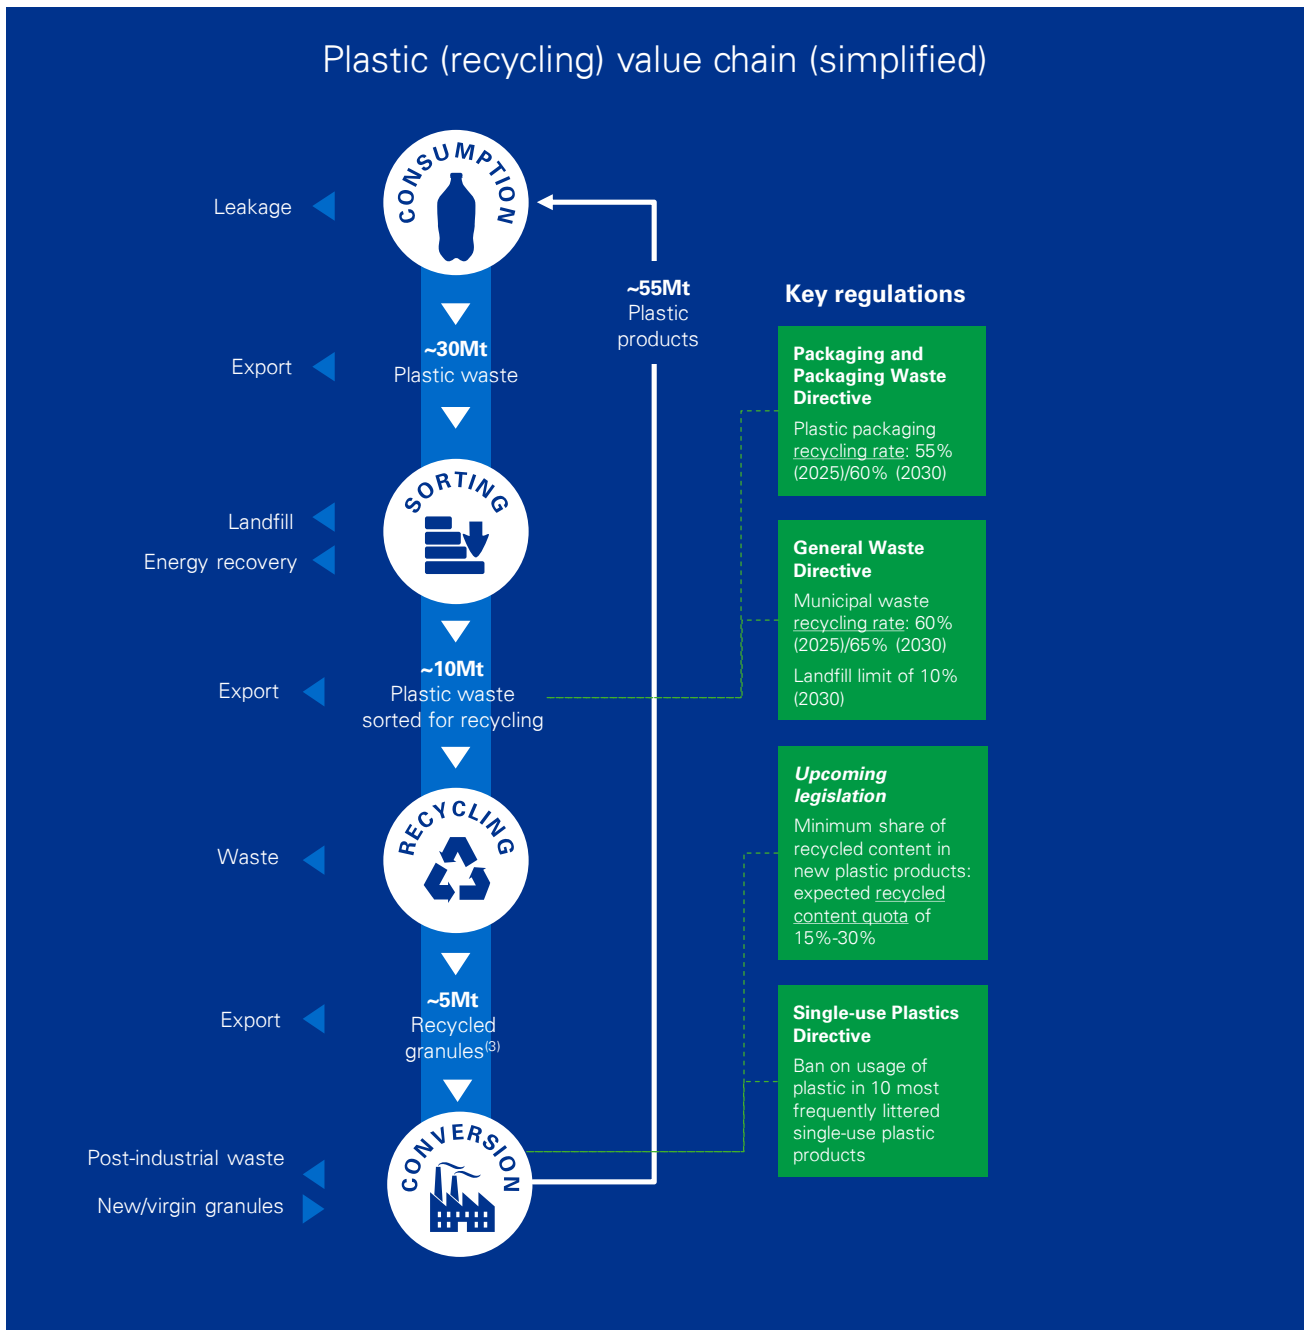 Plastic (recycling) value chain (simplified)
CONSUMPTION
Leakage
~30Mt
Plastic waste
Export
SORTING
Landfill
Energy recovery
~10Mt
Plastic waste
sorted for recycling
Export
RECYCLING
Waste
~5Mt
Recycled
granules(3)
Export
CONVERSION
Post-industrial waste
New/virgin granules
~55Mt
Plastic
products
Key regulations
Packaging and
Packaging Waste
Directive
Plastic packaging
recycling rate: 55%
(2025)/60% (2030)
General Waste
Directive
Municipal waste
recycling rate: 60%
(2025)/65% (2030)
Landfill limit of 10%
(2030)
Upcoming
legislation
Minimum share of
recycled content in
new plastic products:
expected recycled
content quota of
15%-30%
Single-use Plastics
Directive
Ban on usage of
plastic in 10 most
frequently littered
single-use plastic
products